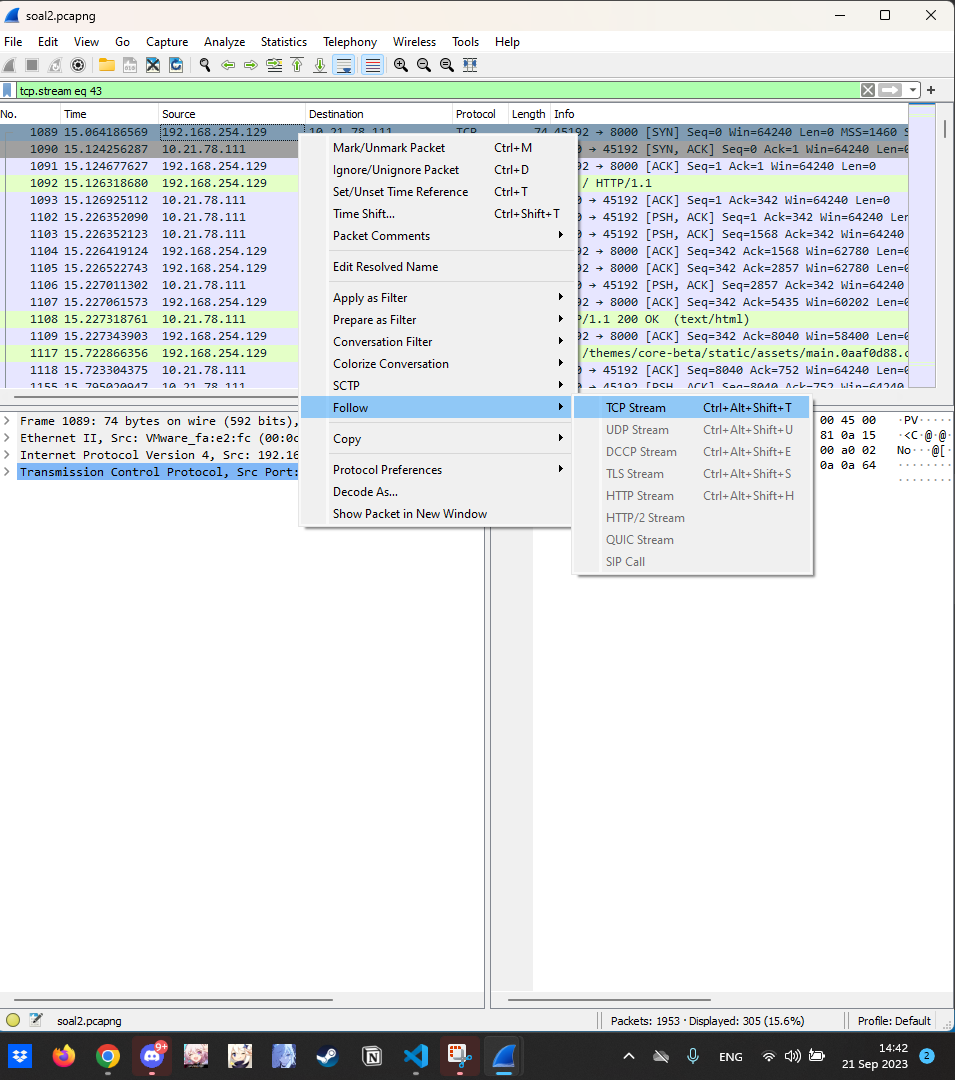 soal2.pcapng
File Edit View Go Capture Analyze Statistics Telephony Wireless Tools Help
tcp.stream eq 43
No. Time Source Destination Protocol Length Info
1089 15.064186569 192.168.254.129 10.21.78.111 TCP 74 45192 → 8000 [SYN] Seq=0 Win=64240 Len=0 MSS=1460
1090 15.124256287 10.21.78.111 → 45192 [SYN, ACK] Seq=0 Ack=1 Win=64240 Len=
1091 15.124677627 192.168.254.129 → 8000 [ACK] Seq=1 Ack=1 Win=64240 Len=0
1092 15.126318680 192.168.254.129 / HTTP/1.1
1093 15.126925112 10.21.78.111 → 45192 [ACK] Seq=1 Ack=342 Win=64240 Len=0
1102 15.226352090 10.21.78.111 → 45192 [PSH, ACK] Seq=1 Ack=342 Win=64240 Len
1103 15.226352123 10.21.78.111 → 45192 [PSH, ACK] Seq=1568 Ack=342 Win=64240
1104 15.226419124 192.168.254.129 → 8000 [ACK] Seq=342 Ack=1568 Win=62780 Len=
1105 15.226522743 192.168.254.129 → 8000 [ACK] Seq=342 Ack=2857 Win=62780 Len=
1106 15.227011302 10.21.78.111 → 45192 [PSH, ACK] Seq=2857 Ack=342 Win=64240
1107 15.227061573 192.168.254.129 → 8000 [ACK] Seq=342 Ack=5435 Win=60202 Len=
1108 15.227318761 10.21.78.111 P/1.1 200 OK (text/html)
1109 15.227343903 192.168.254.129 → 8000 [ACK] Seq=342 Ack=8040 Win=58400 Len=
1117 15.722866356 192.168.254.129 /themes/core-beta/static/assets/main.0aaf0d88.c
1118 15.723304375 10.21.78.111 → 45192 [ACK] Seq=8040 Ack=752 Win=64240 Len=
1155 15.795020947 10.21.78.111 → 45192 [PSH, ACK] Seq=8040 Ack=752 Win=64240
Mark/Unmark Packet Ctrl+M
Ignore/Unignore Packet Ctrl+D
Set/Unset Time Reference Ctrl+T
Time Shift... Ctrl+Shift+T
Packet Comments
Edit Resolved Name
Apply as Filter
Prepare as Filter
Conversation Filter
Colorize Conversation
SCTP
Follow
Copy
Protocol Preferences
Decode As...
Show Packet in New Window
TCP Stream Ctrl+Alt+Shift+T
UDP Stream Ctrl+Alt+Shift+U
DCCP Stream Ctrl+Alt+Shift+E
TLS Stream Ctrl+Alt+Shift+S
HTTP Stream Ctrl+Alt+Shift+H
HTTP/2 Stream
QUIC Stream
SIP Call
Frame 1089: 74 bytes on wire (592 bits),
Ethernet II, Src: VMware_fa:e2:fc (00:0c
Internet Protocol Version 4, Src: 192.16
Transmission Control Protocol, Src Port:
00 45 00 ·PV·····
81 0a 15 ·<C·@·@·
00 a0 02 No···@[·
0a 0a 64 ········
········
soal2.pcapng
Packets: 1953 · Displayed: 305 (15.6%)
Profile: Default
9+
ENG
14:42
21 Sep 2023
2